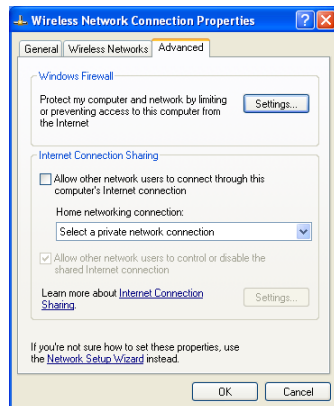 Wireless Network Connection Properties
General Wireless Networks Advanced
Windows Firewall
Protect my computer and network by limiting
or preventing access to this computer from
the Internet
Settings...
Internet Connection Sharing
Allow other network users to connect through this
computer's Internet connection
Home networking connection:
Select a private network connection
Allow other network users to control or disable the
shared Internet connection
Learn more about Internet Connection
Sharing.
Settings...
If you're not sure how to set these properties, use
the Network Setup Wizard instead.
OK Cancel